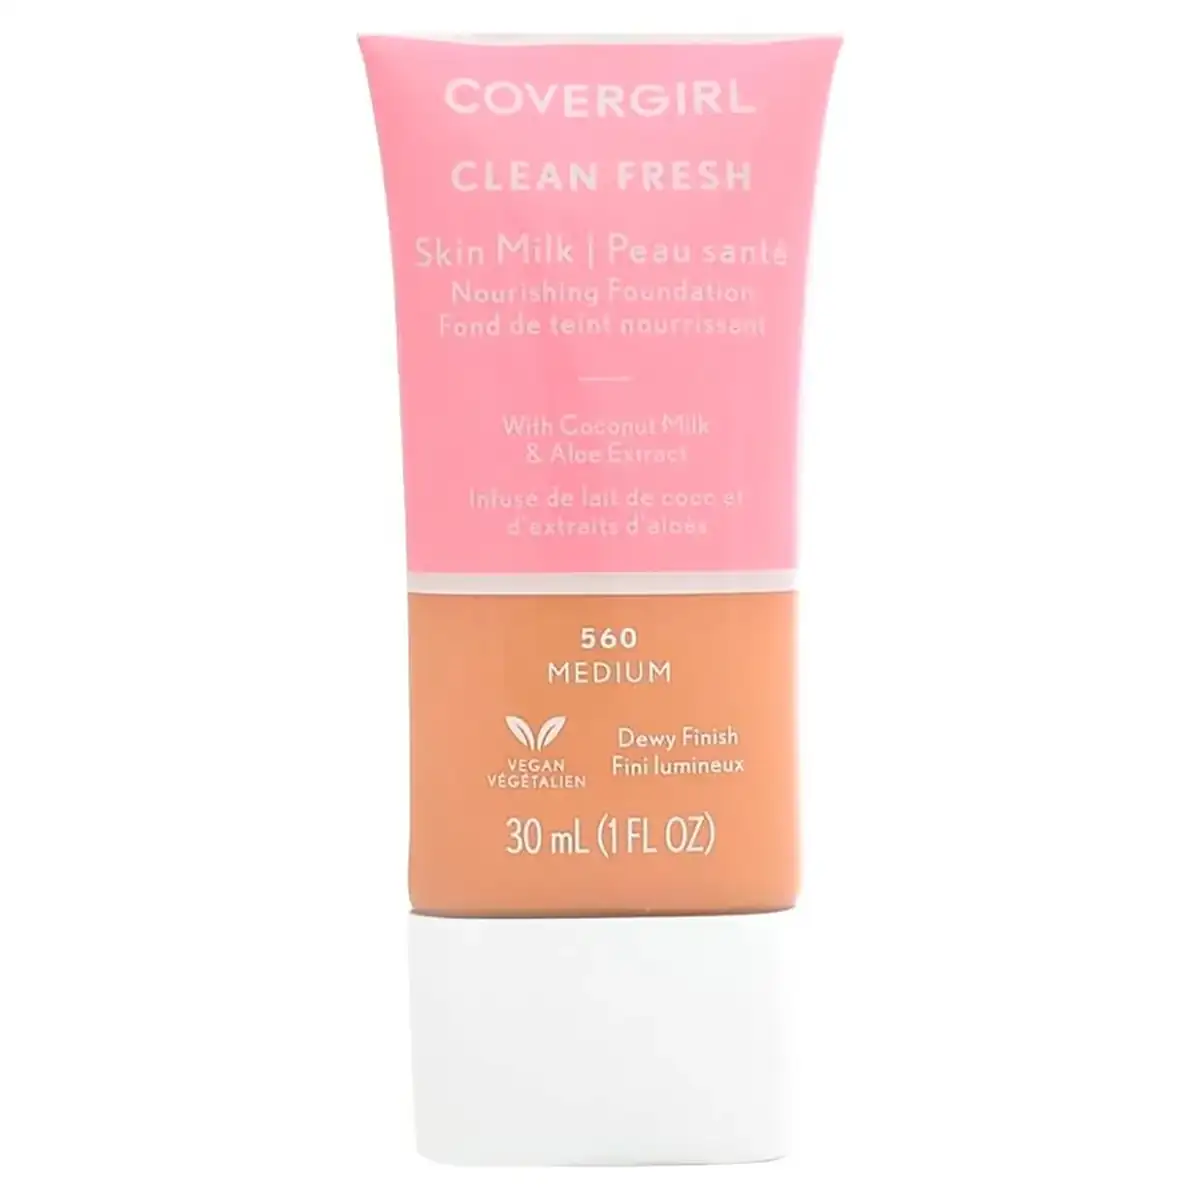 COVERGIRL
CLEAN FRESH
Skin Milk | Peau santé
Nourishing Foundation
Fond de teint nourrissant
With Coconut Milk
& Aloe Extract
Infusé de lait de coco et
d'extraits d'aloès
560
MEDIUM
VEGAN
VÉGÉTALIEN
Dewy Finish
Fini lumineux
30 mL (1 FL OZ)